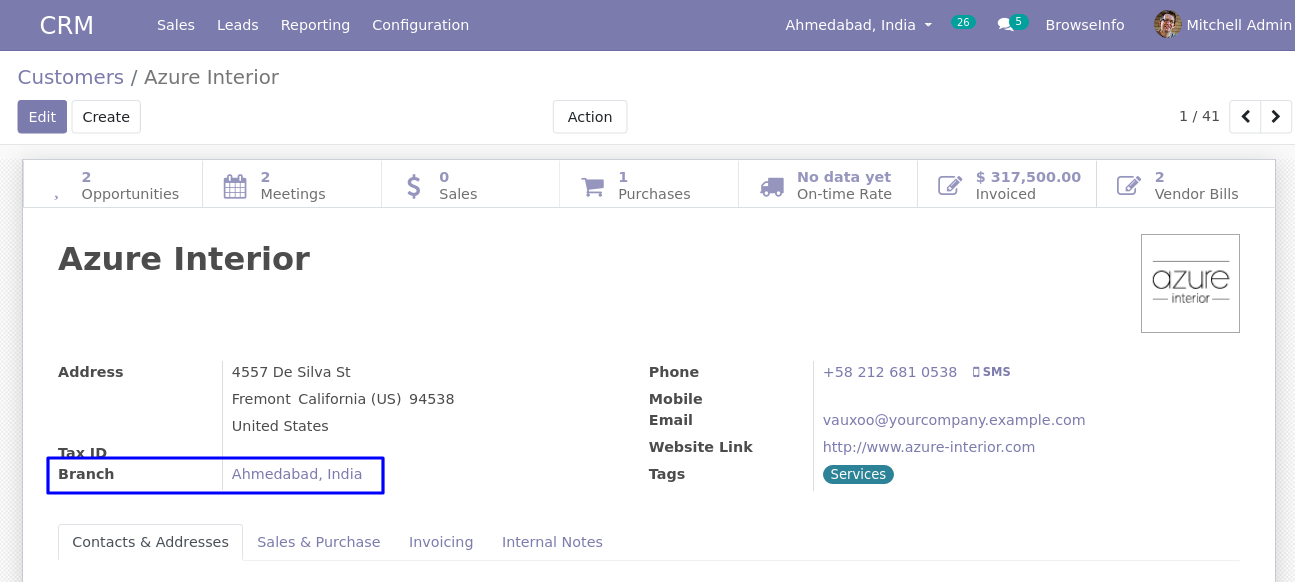 CRM Sales Leads Reporting Configuration Ahmedabad, India 26 5 BrowseInfo Mitchell Admin
Customers / Azure Interior
Edit Create Action 1 / 41
2 Opportunities
2 Meetings
$ 0 Sales
1 Purchases
No data yet On-time Rate
$ 317,500.00 Invoiced
2 Vendor Bills
Azure Interior
azure
interior
Address 4557 De Silva St
Fremont California (US) 94538
United States
Tax ID
Branch Ahmedabad, India
Phone +58 212 681 0538 SMS
Mobile
Email vauxoo@yourcompany.example.com
Website Link http://www.azure-interior.com
Tags Services
Contacts & Addresses Sales & Purchase Invoicing Internal Notes